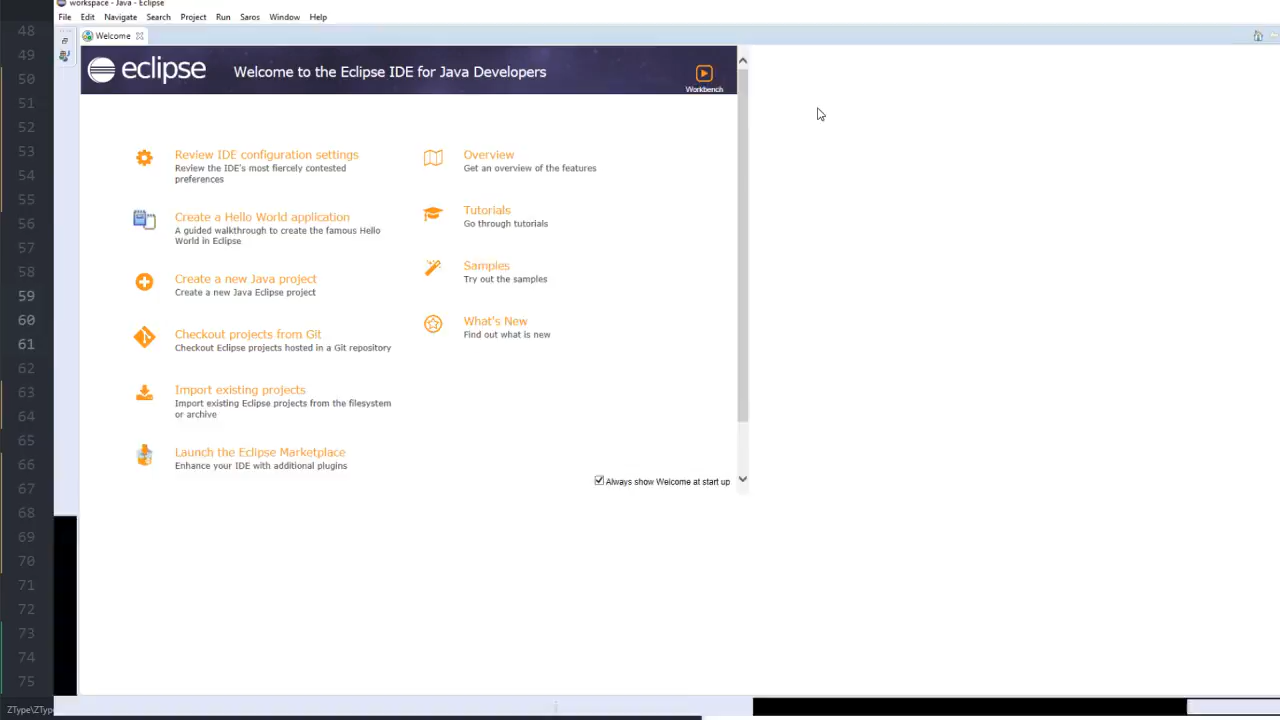 workspace - Java - Eclipse
File Edit Navigate Search Project Run Saros Window Help
Welcome
eclipse
Welcome to the Eclipse IDE for Java Developers
Workbench
Review IDE configuration settings
Review the IDE's most fiercely contested
preferences
Create a Hello World application
A guided walkthrough to create the famous Hello
World in Eclipse
Create a new Java project
Create a new Java Eclipse project
Checkout projects from Git
Checkout Eclipse projects hosted in a Git repository
Import existing projects
Import existing Eclipse projects from the filesystem
or archive
Launch the Eclipse Marketplace
Enhance your IDE with additional plugins
Overview
Get an overview of the features
Tutorials
Go through tutorials
Samples
Try out the samples
What's New
Find out what is new
Always show Welcome at start up
48
49
50
51
52
53
54
55
56
57
58
59
60
61
62
63
64
65
66
67
68
69
70
71
72
73
74
75
ZType\ZType